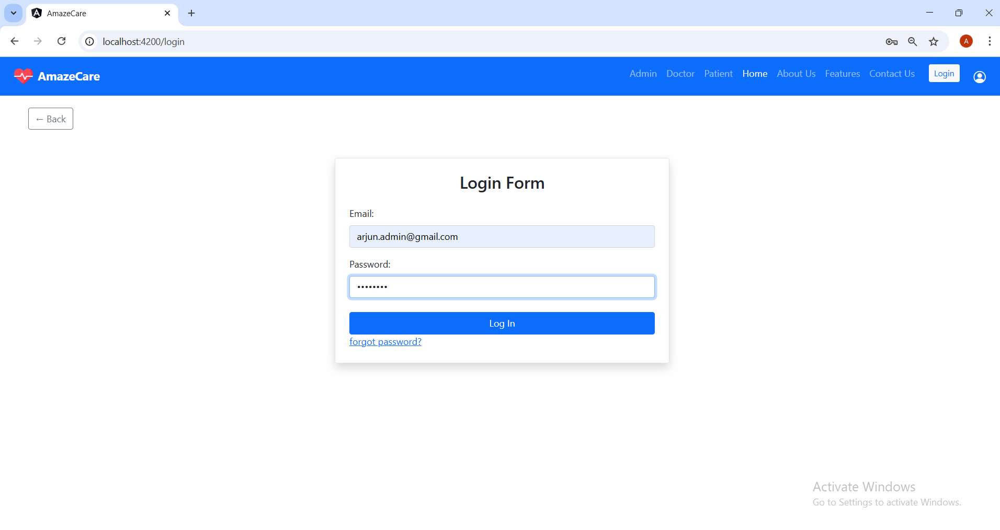 AmazeCare
localhost:4200/login
A
AmazeCare
Admin Doctor Patient Home About Us Features Contact Us Login
← Back
Login Form
Email:
arjun.admin@gmail.com
Password:
••••••••
Log In
forgot password?
Activate Windows
Go to Settings to activate Windows.